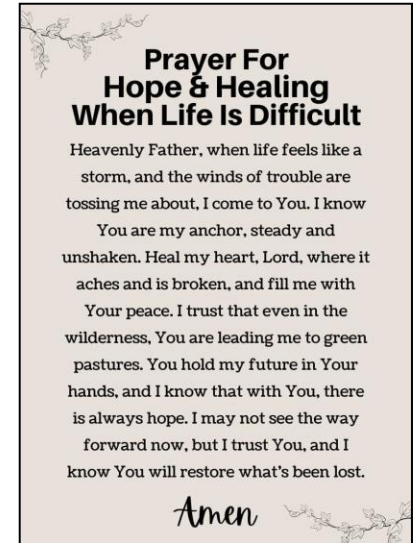 Prayer For
Hope & Healing
When Life Is Difficult
Heavenly Father, when life feels like a
storm, and the winds of trouble are
tossing me about, I come to You. I know
You are my anchor, steady and
unshaken. Heal my heart, Lord, where it
aches and is broken, and fill me with
Your peace. I trust that even in the
wilderness, You are leading me to green
pastures. You hold my future in Your
hands, and I know that with You, there
is always hope. I may not see the way
forward now, but I trust You, and I
know You will restore what's been lost.
Amen